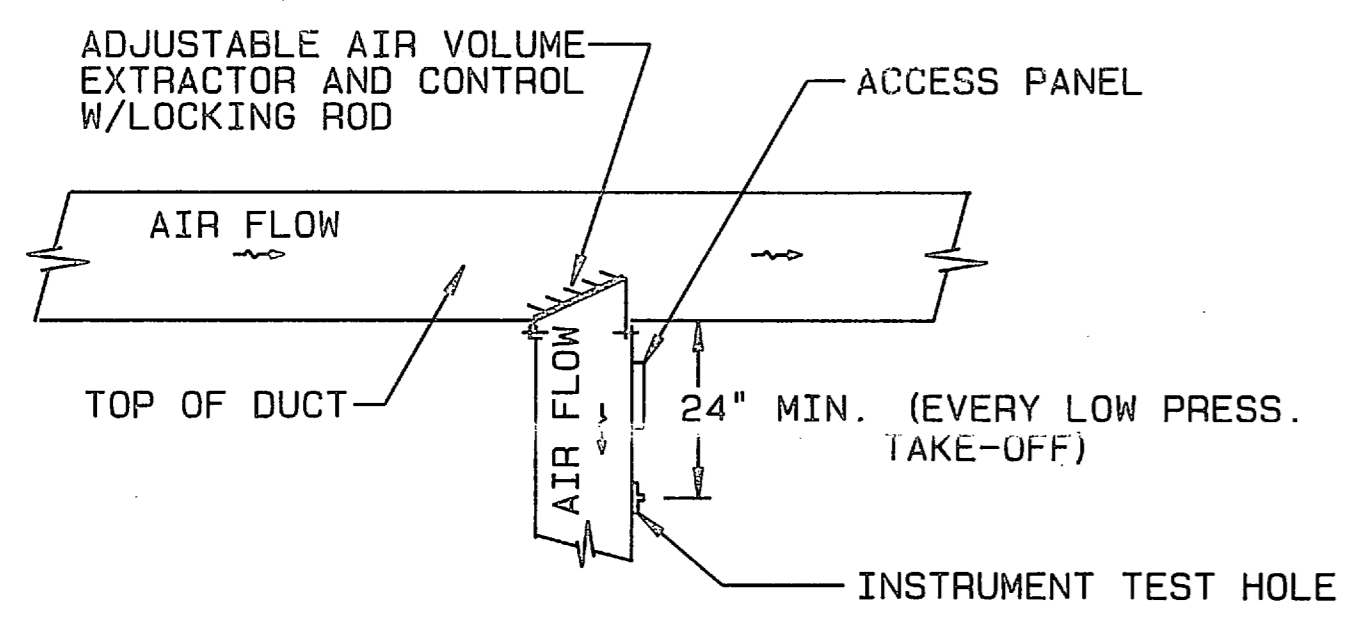 ADJUSTABLE AIR VOLUME
EXTRACTOR AND CONTROL
W/LOCKING ROD
ACCESS PANEL
AIR FLOW
AIR FLOW
TOP OF DUCT
24" MIN. (EVERY LOW PRESS.
TAKE-OFF)
INSTRUMENT TEST HOLE